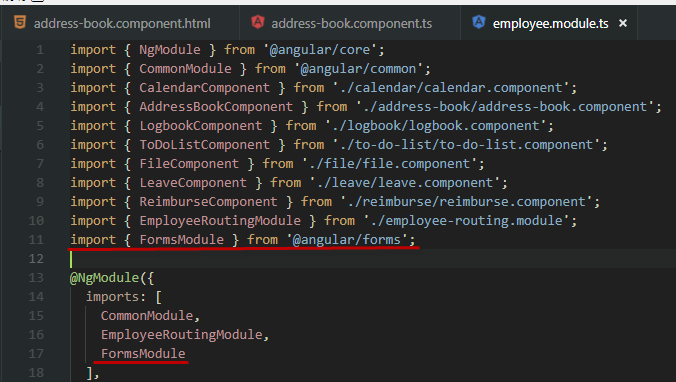 address-book.component.html address-book.component.ts employee.module.ts ×
1 import { NgModule } from '@angular/core';
2 import { CommonModule } from '@angular/common';
3 import { CalendarComponent } from './calendar/calendar.component';
4 import { AddressBookComponent } from './address-book/address-book.component';
5 import { LogbookComponent } from './logbook/logbook.component';
6 import { ToDoListComponent } from './to-do-list/to-do-list.component';
7 import { FileComponent } from './file/file.component';
8 import { LeaveComponent } from './leave/leave.component';
9 import { ReimburseComponent } from './reimburse/reimburse.component';
10 import { EmployeeRoutingModule } from './employee-routing.module';
11 import { FormsModule } from '@angular/forms';
12
13 @NgModule({
14 imports: [
15 CommonModule,
16 EmployeeRoutingModule,
17 FormsModule
18 ],